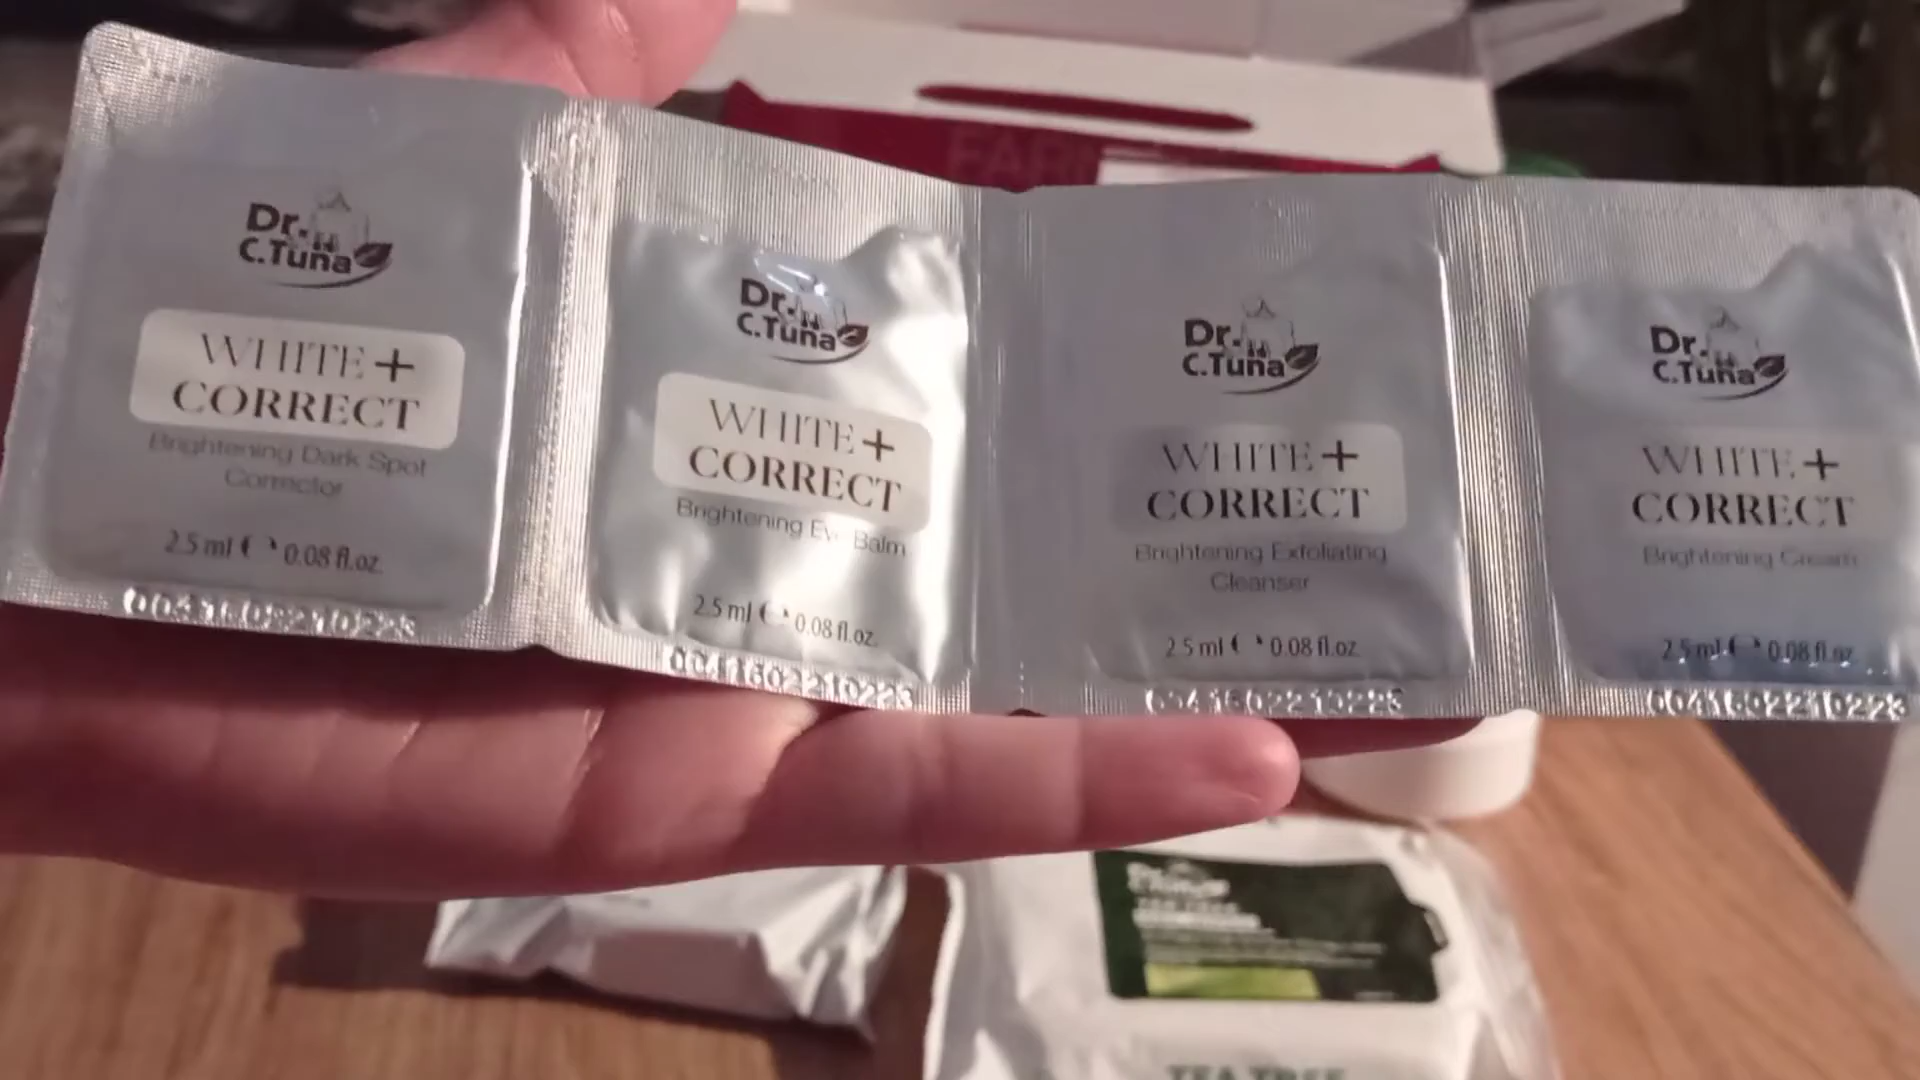 FAR
Dr.
C.Tuna
WHITE +
CORRECT
Brightening Dark Spot
Corrector
2.5 ml e 0.08 fl.oz.
0041602210223
Dr.
C.Tuna
WHITE +
CORRECT
Brightening Eye Balm
2.5 ml e 0.08 fl.oz.
0041602210223
Dr.
C.Tuna
WHITE +
CORRECT
Brightening Exfoliating
Cleanser
2.5 ml e 0.08 fl.oz.
0041602210223
Dr.
C.Tuna
WHITE +
CORRECT
Brightening Cream
2.5 ml e 0.08 fl.oz.
0041602210223
TEA TREE